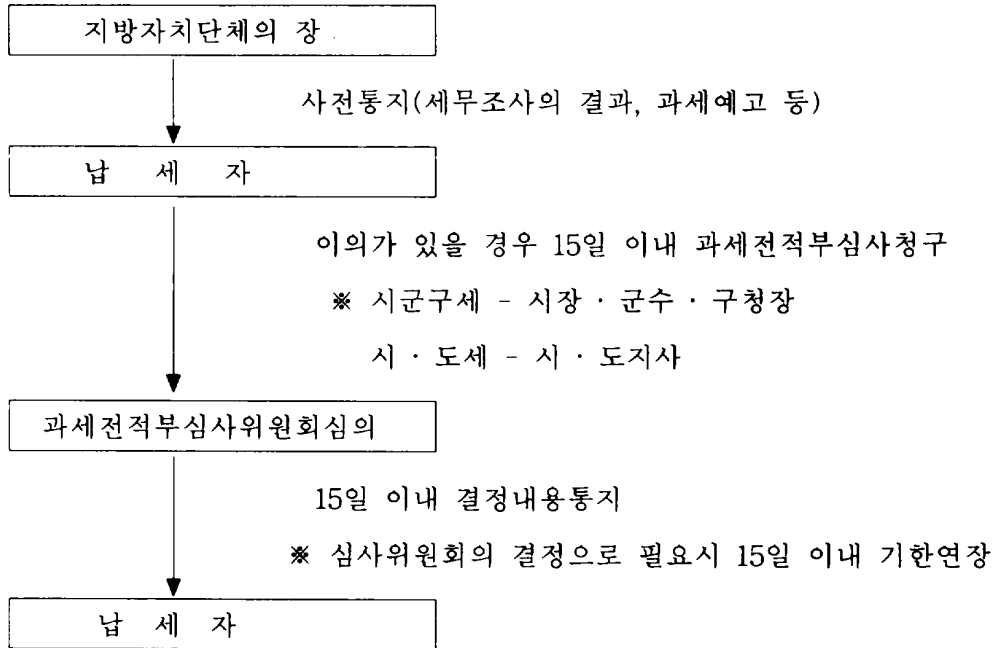 지방자치단체의 장
사전통지(세무조사의 결과, 과세예고 등)
납 세 자
이의가 있을 경우 15일 이내 과세전적부심사청구
※ 시군구세 - 시장 · 군수 · 구청장
시 · 도세 - 시 · 도지사
과세전적부심사위원회심의
15일 이내 결정내용통지
※ 심사위원회의 결정으로 필요시 15일 이내 기한연장
납 세 자